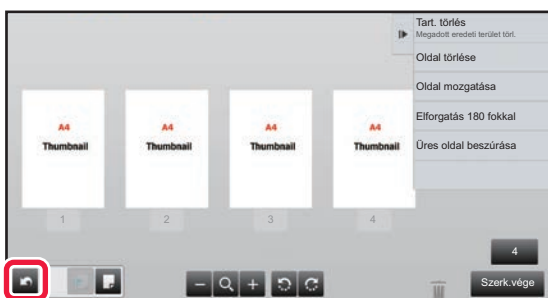 Tart. törlés
Megadott eredeti terület törl.
Oldal törlése
Oldal mozgatása
Elforgatás 180 fokkal
Üres oldal beszúrása
A4
Thumbnail
A4
Thumbnail
A4
Thumbnail
A4
Thumbnail
1
2
3
4
4
Szerk.vége